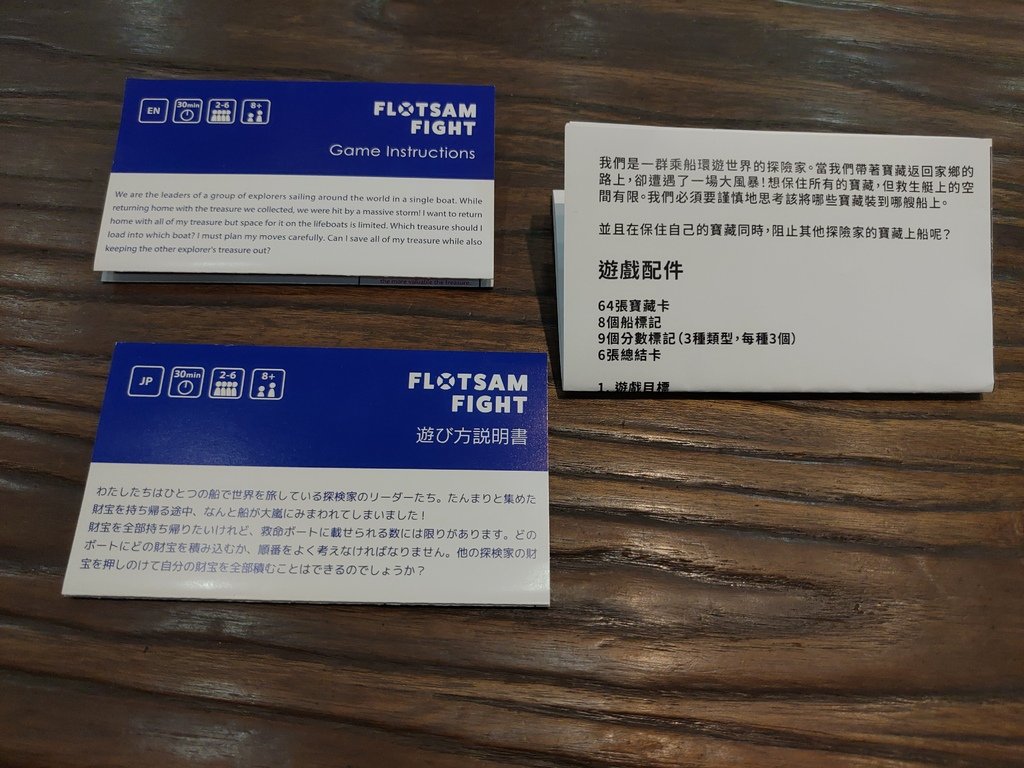 EN
30min
2-6
8+
FLOTSAM
FIGHT
Game Instructions
We are the leaders of a group of explorers sailing around the world in a single boat. While
returning home with the treasure we collected, we were hit by a massive storm! I want to return
home with all of my treasure but space for it on the lifeboats is limited. Which treasure should I
load into which boat? I must plan my moves carefully. Can I save all of my treasure while also
keeping the other explorer's treasure out?
the more valuable the treasure.
JP
30min
2-6
8+
FLOTSAM
FIGHT
遊び方説明書
わたしたちはひとつの船で世界を旅している探検家のリーダーたち。たんまりと集めた
財宝を持ち帰る途中、なんと船が大嵐にみまわれてしまいました！
財宝を全部持ち帰りたいけれど、救命ボートに載せられる数には限りがあります。どの
ボートにどの財宝を積み込むか、順番をよく考えなければなりません。他の探検家の財
宝を押しのけて自分の財宝を全部積むことはできるのでしょうか？
我們是一群乘船環遊世界的探險家。當我們帶著寶藏返回家鄉的
路上，卻遭遇了一場大風暴！想保住所有的寶藏，但救生艇上的空
間有限。我們必須要謹慎地思考該將哪些寶藏裝到哪艘船上。
並且在保住自己的寶藏同時，阻止其他探險家的寶藏上船呢？
遊戲配件
64張寶藏卡
8個船標記
9個分數標記（3種類型，每種3個）
6張總結卡
1. 遊戲目標